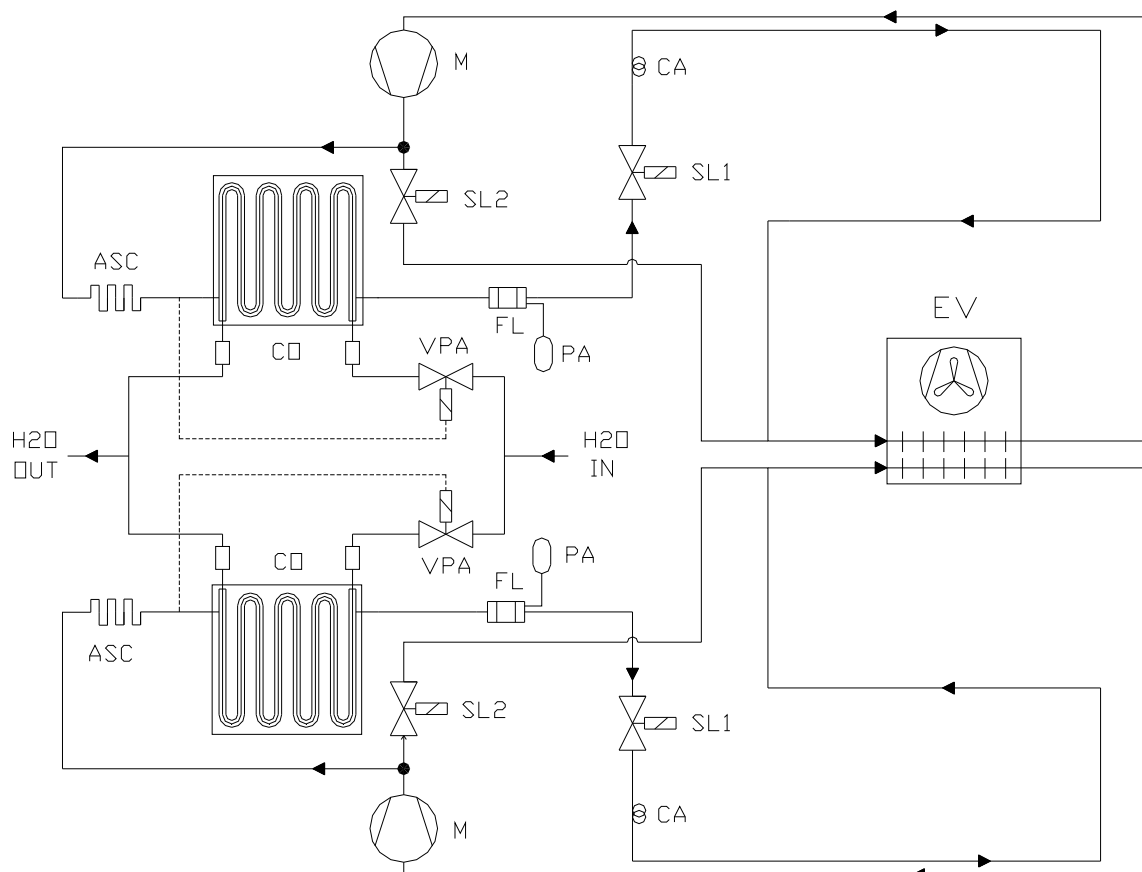 M
CA
SL1
SL2
ASC
EV
FL
CO
VPA
PA
H2O
OUT
H2O
IN
PA
CO
VPA
FL
ASC
SL2
SL1
CA
M